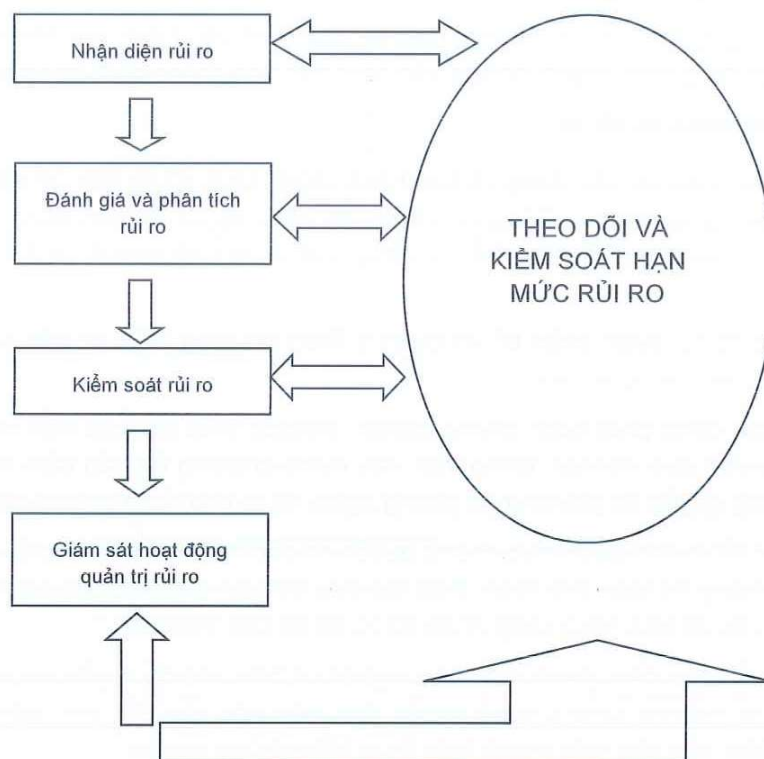 Nhận diện rủi ro
Đánh giá và phân tích
rủi ro
THEO DÕI VÀ
KIỂM SOÁT HẠN
MỨC RỦI RO
Kiểm soát rủi ro
Giám sát hoạt động
quản trị rủi ro